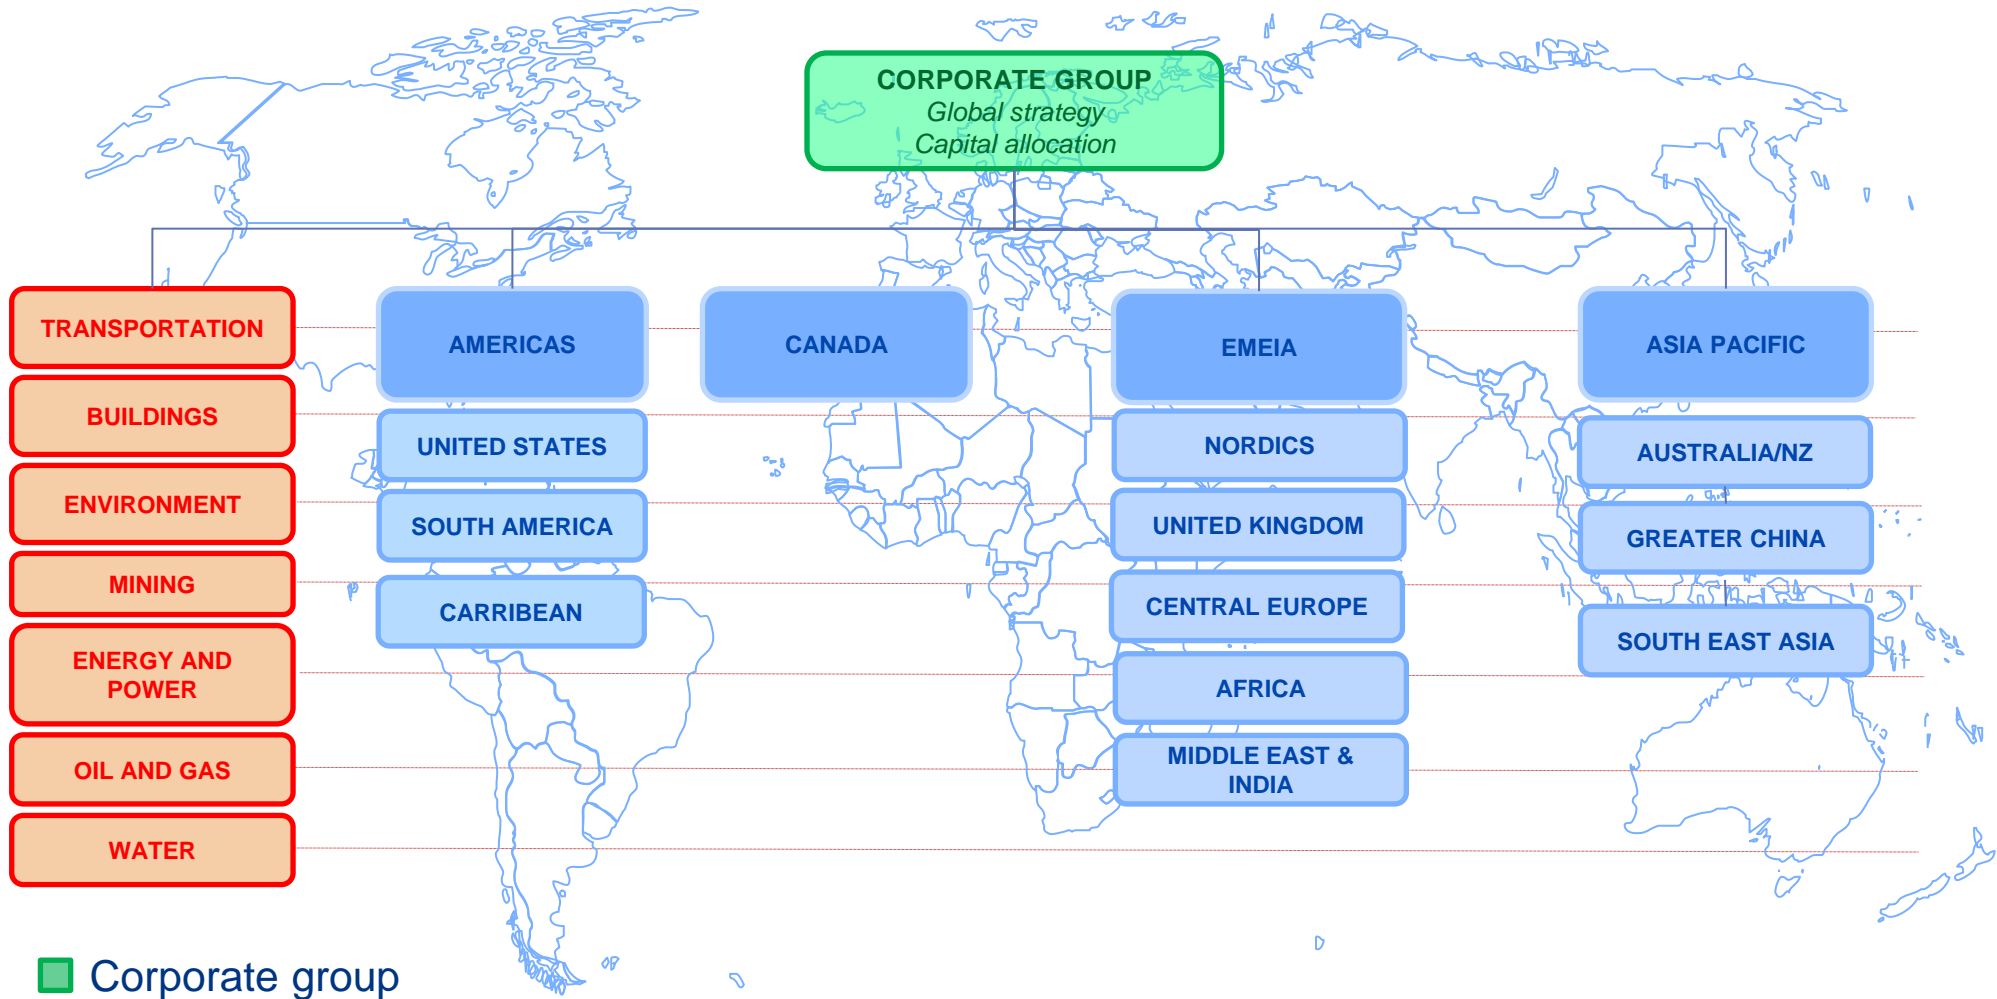 CORPORATE GROUP
Global strategy
Capital allocation
TRANSPORTATION
BUILDINGS
ENVIRONMENT
MINING
ENERGY AND
POWER
OIL AND GAS
WATER
AMERICAS
UNITED STATES
SOUTH AMERICA
CARRIBEAN
CANADA
EMEIA
NORDICS
UNITED KINGDOM
CENTRAL EUROPE
AFRICA
MIDDLE EAST &
INDIA
ASIA PACIFIC
AUSTRALIA/NZ
GREATER CHINA
SOUTH EAST ASIA
Corporate group